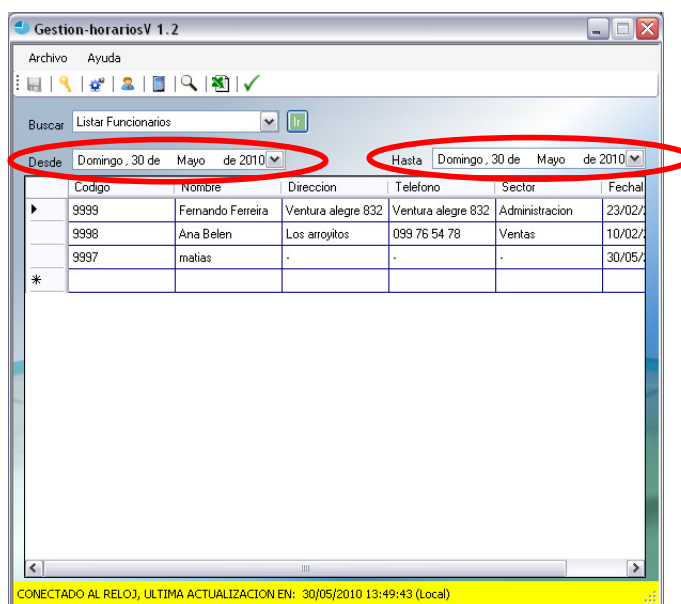 Gestion-horariosV 1.2
Archivo Ayuda
Buscar Listar Funcionarios Ir
Desde Domingo , 30 de Mayo de 2010 Hasta Domingo , 30 de Mayo de 2010
Codigo Nombre Direccion Telefono Sector FechaI
9999 Fernando Ferreira Ventura alegre 832 Ventura alegre 832 Administracion 23/02/
9998 Ana Belen Los arroyitos 099 76 54 78 Ventas 10/02/
9997 matias - - - 30/05/
CONECTADO AL RELOJ, ULTIMA ACTUALIZACION EN: 30/05/2010 13:49:43 (Local)